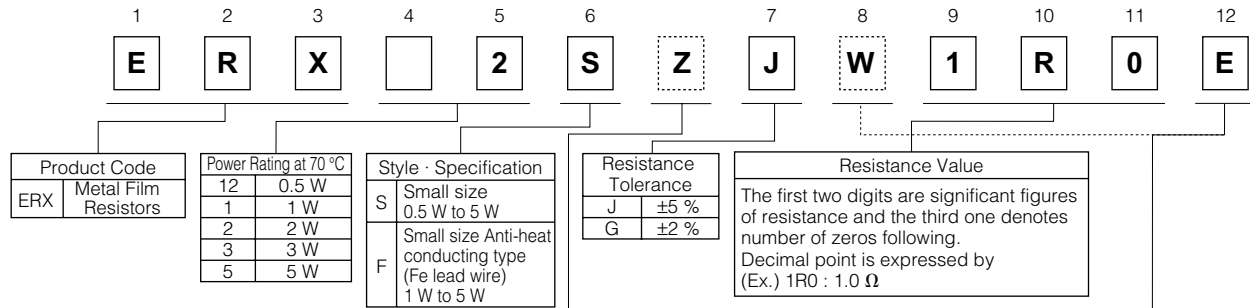 1 2 3 4 5 6 7 8 9 10 11 12
E R X 2 S Z J W 1 R 0 E
Product Code
ERX Metal Film Resistors
Power Rating at 70 °C
12 0.5 W
1 1 W
2 2 W
3 3 W
5 5 W
Style · Specification
S Small size
0.5 W to 5 W
F Small size Anti-heat
conducting type
(Fe lead wire)
1 W to 5 W
Resistance
Tolerance
J ±5 %
G ±2 %
Resistance Value
The first two digits are significant figures
of resistance and the third one denotes
number of zeros following.
Decimal point is expressed by
(Ex.) 1R0 : 1.0 Ω